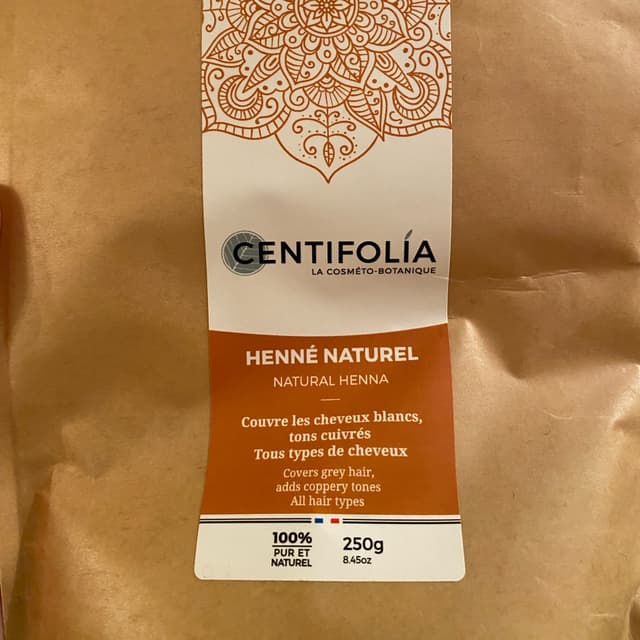 CENTIFOLÍA
LA COSMÉTO-BOTANIQUE
HENNÉ NATUREL
NATURAL HENNA
Couvre les cheveux blancs,
tons cuivrés
Tous types de cheveux
Covers grey hair,
adds coppery tones
All hair types
100%
PUR ET
NATUREL
250g
8.45oz